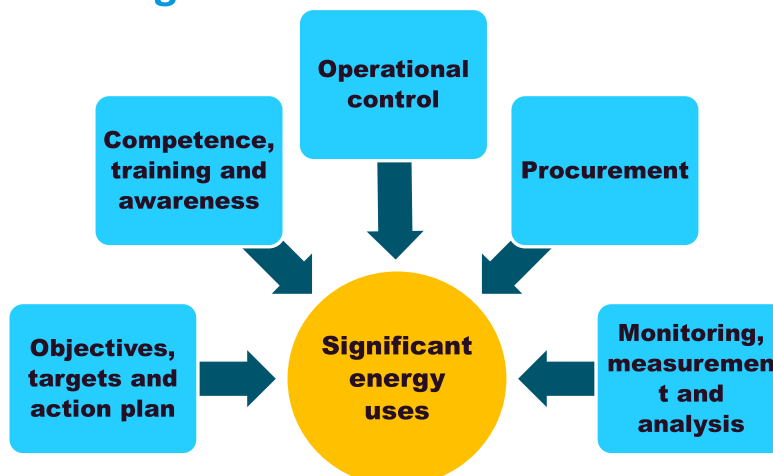 Operational
control
Competence,
training and
awareness
Procurement
Objectives,
targets and
action plan
Significant
energy
uses
Monitoring,
measuremen
t and
analysis